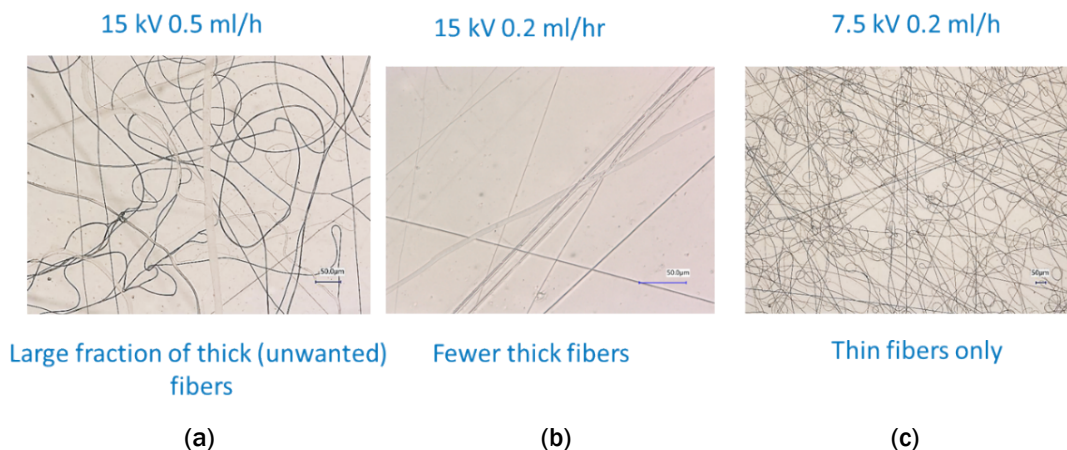 15 kV 0.5 ml/h
15 kV 0.2 ml/hr
7.5 kV 0.2 ml/h
50.0µm
50.0µm
50µm
Large fraction of thick (unwanted)
fibers
Fewer thick fibers
Thin fibers only
(a)
(b)
(c)